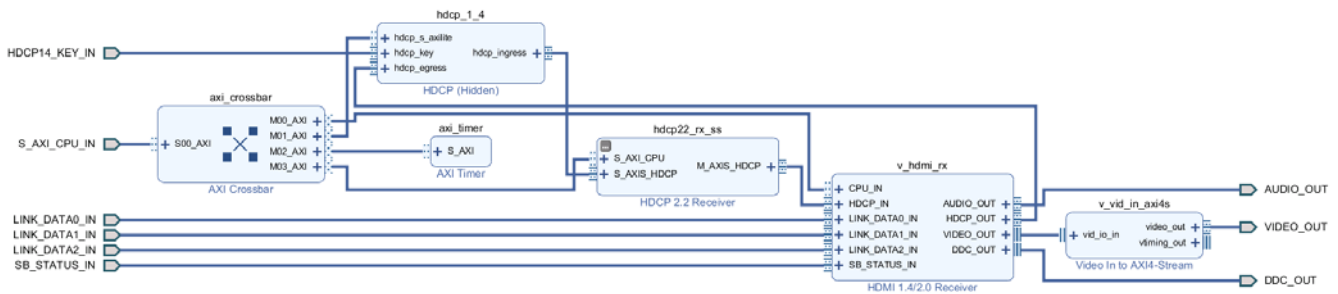 hdcp_1_4
hdcp_s_axilite
HDCP14_KEY_IN
hdcp_key
hdcp_ingress
hdcp_egress
HDCP (Hidden)
axi_crossbar
M00_AXI
M01_AXI
S_AXI_CPU_IN
S00_AXI
M02_AXI
M03_AXI
AXI Crossbar
axi_timer
S_AXI
AXI Timer
hdcp22_rx_ss
S_AXI_CPU
M_AXIS_HDCP
S_AXIS_HDCP
HDCP 2.2 Receiver
v_hdmi_rx
CPU_IN
HDCP_IN
AUDIO_OUT
LINK_DATA0_IN
HDCP_OUT
LINK_DATA1_IN
VIDEO_OUT
LINK_DATA2_IN
DDC_OUT
SB_STATUS_IN
HDMI 1.4/2.0 Receiver
LINK_DATA0_IN
LINK_DATA1_IN
LINK_DATA2_IN
SB_STATUS_IN
v_vid_in_axi4s
video_out
vid_io_in
vtiming_out
Video In to AXI4-Stream
AUDIO_OUT
VIDEO_OUT
DDC_OUT